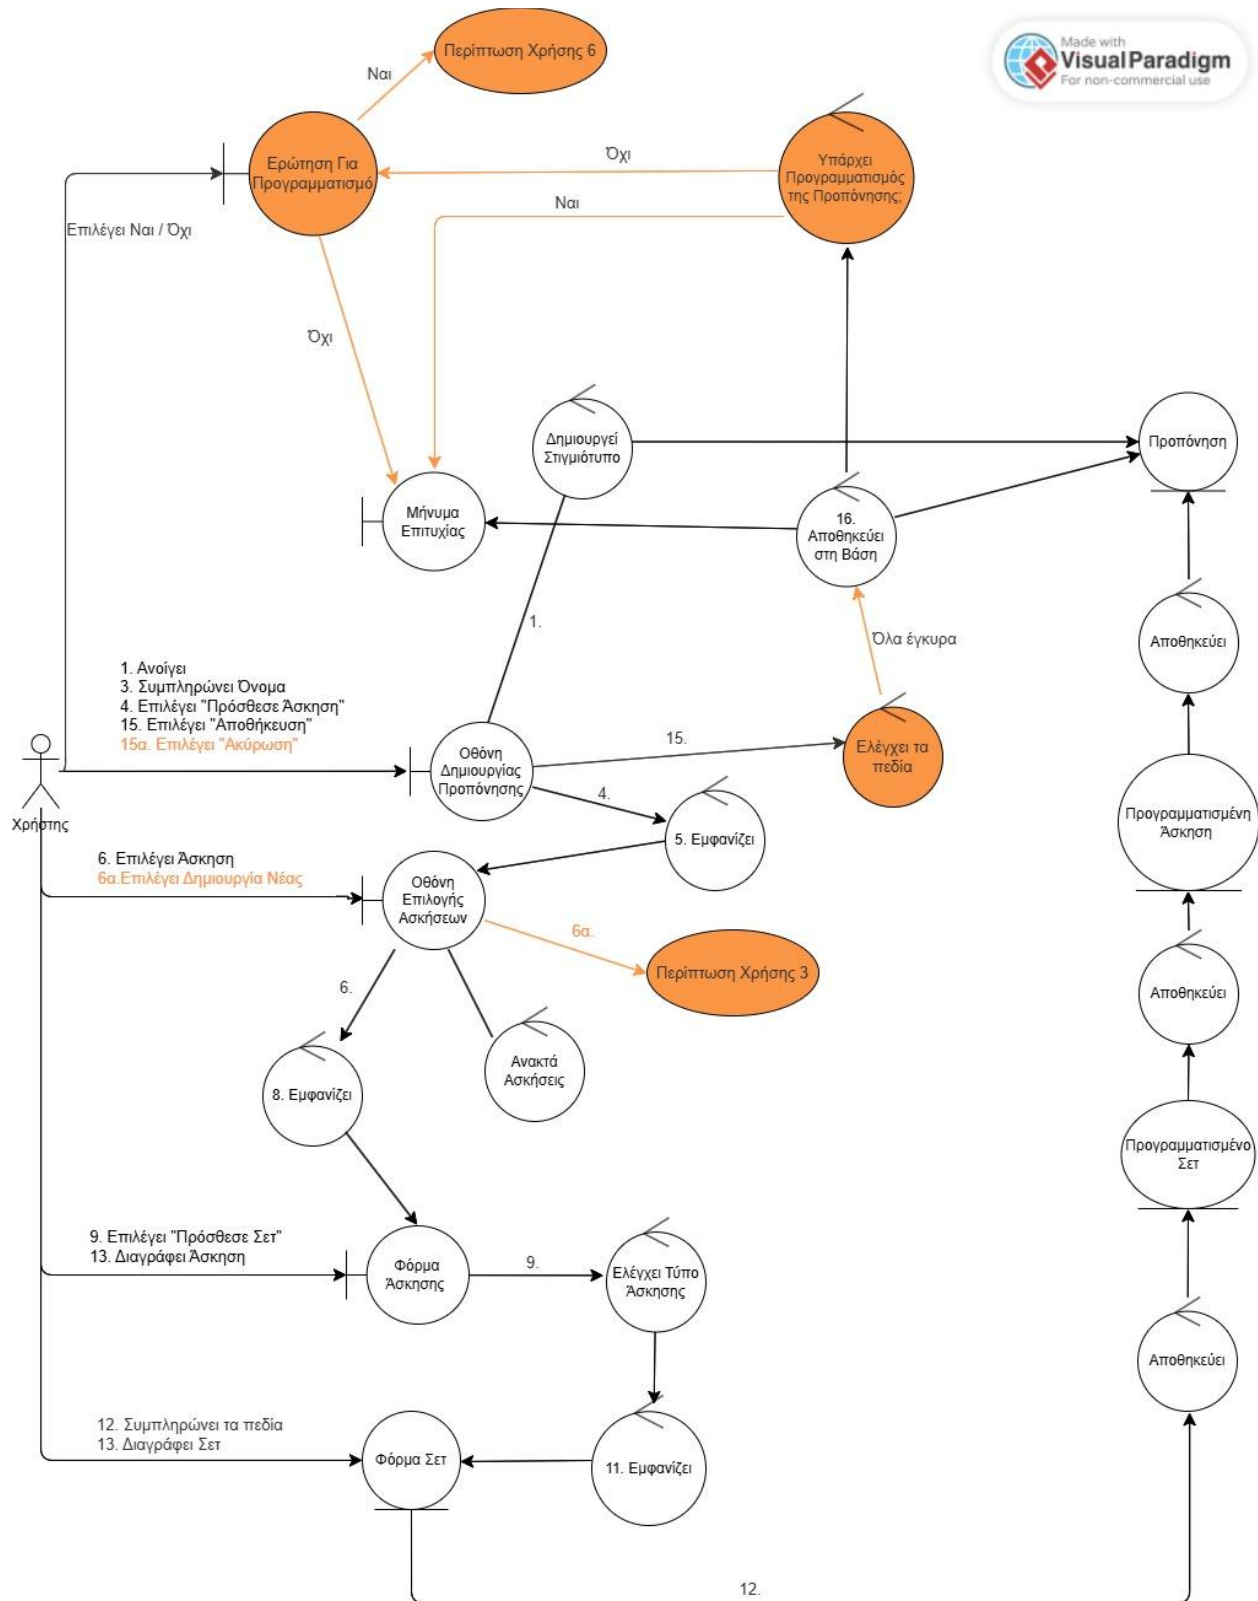 Made with
Visual Paradigm
For non-commercial use
Περίπτωση Χρήσης 6
Ναι
Ερώτηση Για
Προγραμματισμό
Όχι
Υπάρχει
Προγραμματισμός
της Προπόνησης;
Ναι
Επιλέγει Ναι / Όχι
Όχι
Δημιουργεί
Στιγμιότυπο
Προπόνηση
Μήνυμα
Επιτυχίας
16.
Αποθηκεύει
στη Βάση
1.
Όλα έγκυρα
Αποθηκεύει
1. Ανοίγει
3. Συμπληρώνει Όνομα
4. Επιλέγει "Πρόσθεσε Άσκηση"
15. Επιλέγει "Αποθήκευση"
15α. Επιλέγει "Ακύρωση"
Οθόνη
Δημιουργίας
Προπόνησης
15.
Ελέγχει τα
πεδία
4.
Χρήστης
5. Εμφανίζει
Προγραμματισμένη
Άσκηση
6. Επιλέγει Άσκηση
6α.Επιλέγει Δημιουργία Νέας
Οθόνη
Επιλογής
Ασκήσεων
6α.
Περίπτωση Χρήσης 3
6.
Αποθηκεύει
8. Εμφανίζει
Ανακτά
Ασκήσεις
Προγραμματισμένο
Σετ
9. Επιλέγει "Πρόσθεσε Σετ"
13. Διαγράφει Άσκηση
Φόρμα
Άσκησης
9.
Ελέγχει Τύπο
Άσκησης
Αποθηκεύει
12. Συμπληρώνει τα πεδία
13. Διαγράφει Σετ
Φόρμα Σετ
11. Εμφανίζει
12.